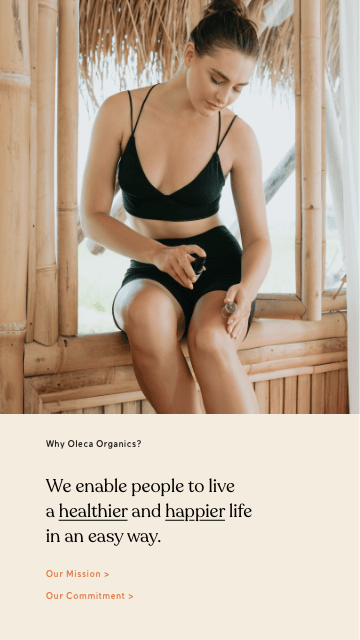 Why Oleca Organics?
We enable people to live
a healthier and happier life
in an easy way.
Our Mission >
Our Commitment >